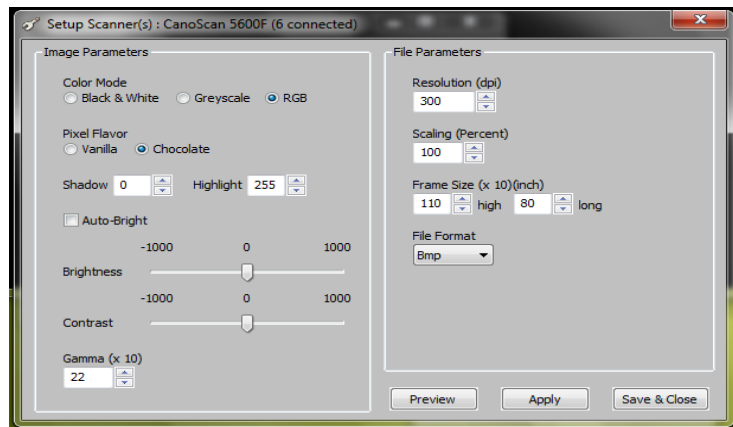 Setup Scanner(s) : CanoScan 5600F (6 connected)
Image Parameters
Color Mode
Black & White Greyscale RGB
Pixel Flavor
Vanilla Chocolate
Shadow 0 Highlight 255
Auto-Bright
-1000 0 1000
Brightness
-1000 0 1000
Contrast
Gamma (x 10)
22
File Parameters
Resolution (dpi)
300
Scaling (Percent)
100
Frame Size (x 10)(inch)
110 high 80 long
File Format
Bmp
Preview Apply Save & Close